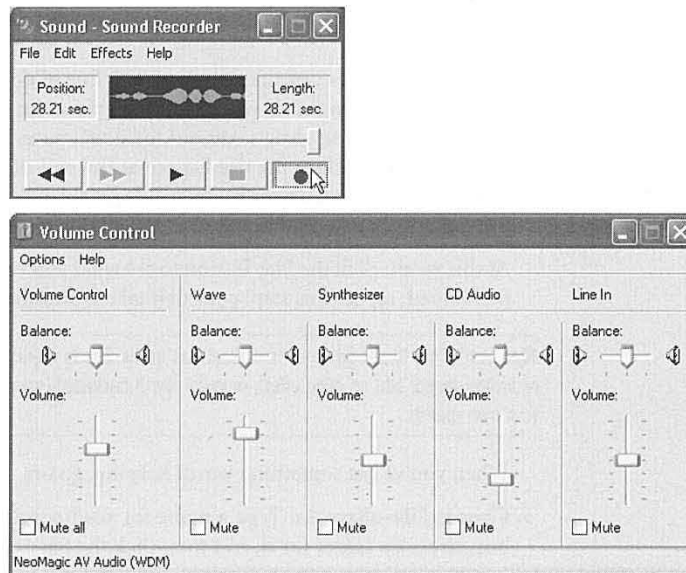 Sound - Sound Recorder
File Edit Effects Help
Position:
28.21 sec.
Length:
28.21 sec.
Volume Control
Options Help
Volume Control Wave Synthesizer CD Audio Line In
Balance: Balance: Balance: Balance: Balance:
Volume: Volume: Volume: Volume: Volume:
Mute all Mute Mute Mute Mute
NeoMagic AV Audio (WDM)